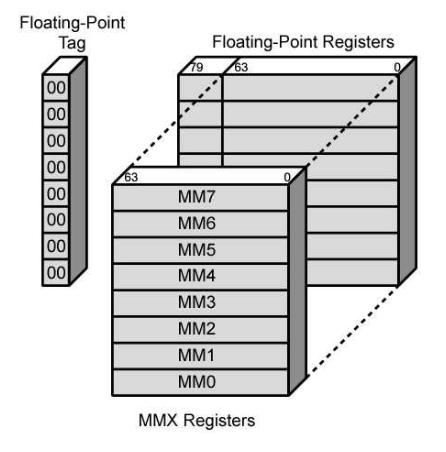 Floating-Point
Tag
Floating-Point Registers
79 63 0
00
00
00
00
00
00
00
00
63 0
MM7
MM6
MM5
MM4
MM3
MM2
MM1
MM0
MMX Registers